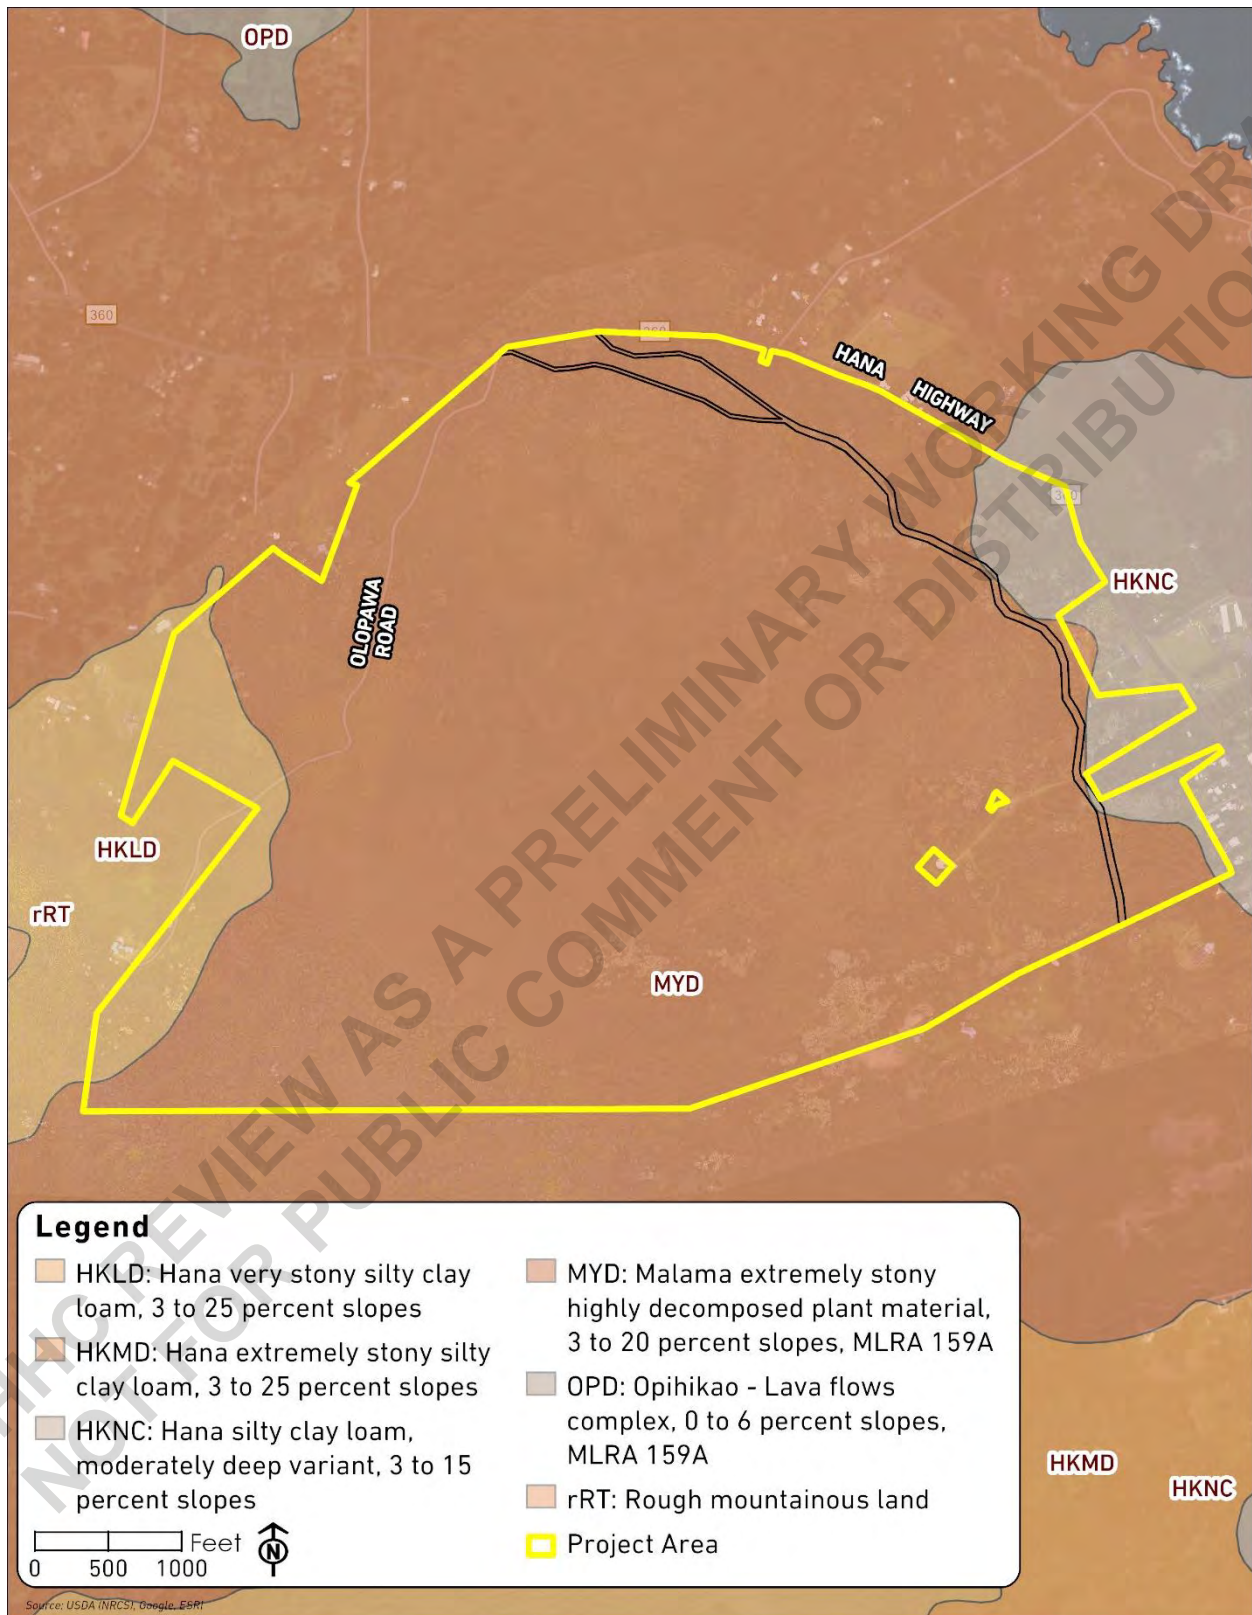 OPD
360
360
HANA
HIGHWAY
360
HKNC
OLOPAWA
ROAD
HKLD
rRT
MYD
HHC REVIEW AS A PRELIMINARY WORKING DRA
NOT FOR PUBLIC COMMENT OR DISTRIBUTION
Legend
HKLD: Hana very stony silty clay
loam, 3 to 25 percent slopes
HKMD: Hana extremely stony silty
clay loam, 3 to 25 percent slopes
HKNC: Hana silty clay loam,
moderately deep variant, 3 to 15
percent slopes
MYD: Malama extremely stony
highly decomposed plant material,
3 to 20 percent slopes, MLRA 159A
OPD: Opihikao - Lava flows
complex, 0 to 6 percent slopes,
MLRA 159A
rRT: Rough mountainous land
Project Area
Feet
0 500 1000
N
HKMD
HKNC
Source: USDA (NRCS), Google, ESRI